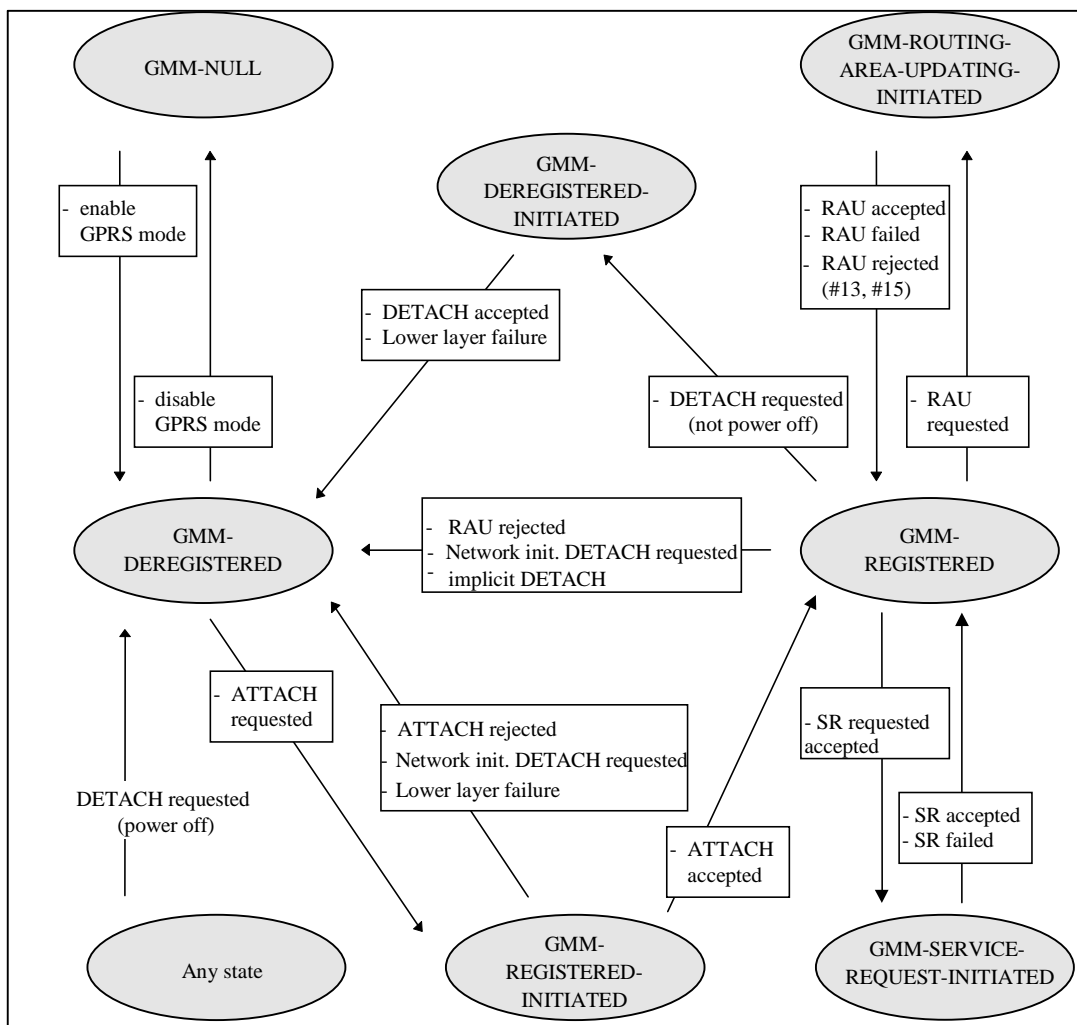 GMM-NULL
GMM-ROUTING-
AREA-UPDATING-
INITIATED
GMM-
DEREGISTERED-
INITIATED
- enable
GPRS mode
- RAU accepted
- RAU failed
- RAU rejected
(#13, #15)
- DETACH accepted
- Lower layer failure
- disable
GPRS mode
- DETACH requested
(not power off)
- RAU
requested
GMM-
DEREGISTERED
- RAU rejected
- Network init. DETACH requested
- implicit DETACH
GMM-
REGISTERED
- ATTACH
requested
- ATTACH rejected
- Network init. DETACH requested
- Lower layer failure
- SR requested
accepted
DETACH requested
(power off)
- ATTACH
accepted
- SR accepted
- SR failed
Any state
GMM-
REGISTERED-
INITIATED
GMM-SERVICE-
REQUEST-INITIATED